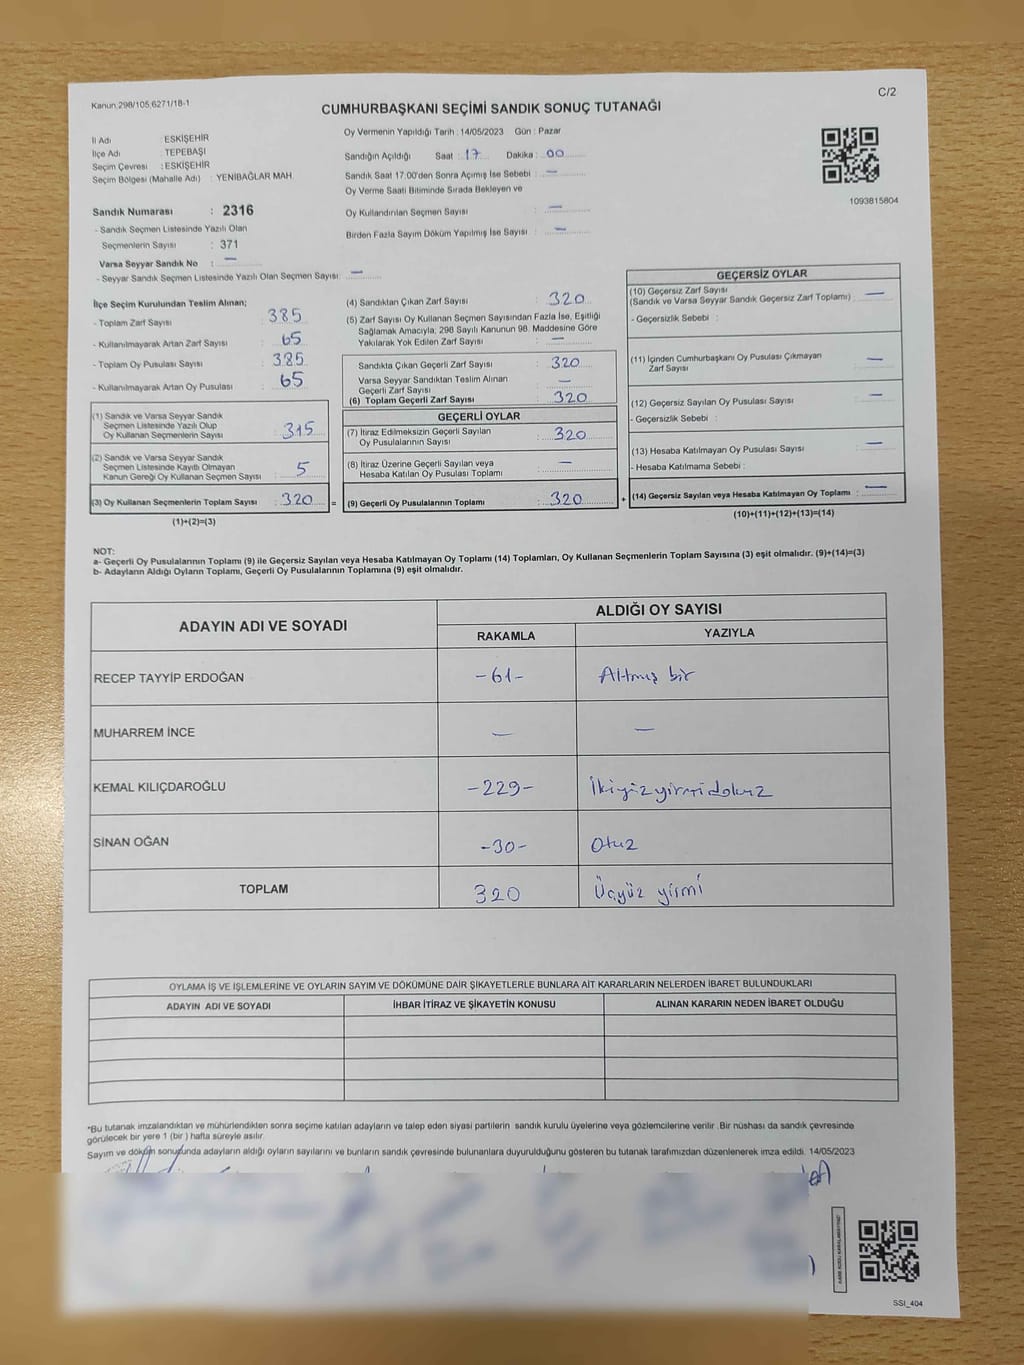 Kanun.298/105,6271/18-1
C/2
CUMHURBAŞKANI SEÇİMİ SANDIK SONUÇ TUTANAĞI
İl Adı : ESKİŞEHİR
İlçe Adı : TEPEBAŞI
Seçim Çevresi : ESKİŞEHİR
Seçim Bölgesi (Mahalle Adı) : YENİBAĞLAR MAH.
Sandık Numarası : 2316
- Sandık Seçmen Listesinde Yazılı Olan
Seçmenlerin Sayısı : 371
Varsa Seyyar Sandık No : —
- Seyyar Sandık Seçmen Listesinde Yazılı Olan Seçmen Sayısı: —
Oy Vermenin Yapıldığı Tarih : 14/05/2023 Gün : Pazar
Sandığın Açıldığı Saat : 17 Dakika : 00
Sandık Saat 17:00'den Sonra Açımış İse Sebebi : —
Oy Verme Saati Bitiminde Sırada Bekleyen ve
Oy Kullandırılan Seçmen Sayısı : —
Birden Fazla Sayım Döküm Yapılmış İse Sayısı : —
1093815804
İlçe Seçim Kurulundan Teslim Alınan;
- Toplam Zarf Sayısı : 385
- Kullanılmayarak Artan Zarf Sayısı : 65
- Toplam Oy Pusulası Sayısı : 385
- Kullanılmayarak Artan Oy Pusulası : 65
(1) Sandık ve Varsa Seyyar Sandık
Seçmen Listesinde Yazılı Olup
Oy Kullanan Seçmenlerin Sayısı : 315
(2) Sandık ve Varsa Seyyar Sandık
Seçmen Listesinde Kayıtlı Olmayan
Kanun Gereği Oy Kullanan Seçmen Sayısı : 5
(3) Oy Kullanan Seçmenlerin Toplam Sayısı : 320 =
(1)+(2)=(3)
(4) Sandıktan Çıkan Zarf Sayısı : 320
(5) Zarf Sayısı Oy Kullanan Seçmen Sayısından Fazla İse, Eşitliği
Sağlamak Amacıyla; 298 Sayılı Kanunun 98. Maddesine Göre
Yakılarak Yok Edilen Zarf Sayısı : —
Sandıkta Çıkan Geçerli Zarf Sayısı : 320
Varsa Seyyar Sandıktan Teslim Alınan
Geçerli Zarf Sayısı : —
(6) Toplam Geçerli Zarf Sayısı : 320
GEÇERLİ OYLAR
(7) İtiraz Edilmeksizin Geçerli Sayılan
Oy Pusulalarının Sayısı : 320
(8) İtiraz Üzerine Geçerli Sayılan veya
Hesaba Katılan Oy Pusulası Toplamı : —
(9) Geçerli Oy Pusulalarının Toplamı : 320 +
GEÇERSİZ OYLAR
(10) Geçersiz Zarf Sayısı
(Sandık ve Varsa Seyyar Sandık Geçersiz Zarf Toplamı) : —
- Geçersizlik Sebebi :
(11) İçinden Cumhurbaşkanı Oy Pusulası Çıkmayan
Zarf Sayısı : —
(12) Geçersiz Sayılan Oy Pusulası Sayısı : —
- Geçersizlik Sebebi :
(13) Hesaba Katılmayan Oy Pusulası Sayısı : —
- Hesaba Katılmama Sebebi :
(14) Geçersiz Sayılan veya Hesaba Katılmayan Oy Toplamı : —
(10)+(11)+(12)+(13)=(14)
NOT:
a- Geçerli Oy Pusulalarının Toplamı (9) ile Geçersiz Sayılan veya Hesaba Katılmayan Oy Toplamı (14) Toplamları, Oy Kullanan Seçmenlerin Toplam Sayısına (3) eşit olmalıdır. (9)+(14)=(3)
b- Adayların Aldığı Oyların Toplamı, Geçerli Oy Pusulalarının Toplamına (9) eşit olmalıdır.
ADAYIN ADI VE SOYADI
ALDIĞI OY SAYISI
RAKAMLA YAZIYLA
RECEP TAYYİP ERDOĞAN -61- Altmış bir
MUHARREM İNCE — —
KEMAL KILIÇDAROĞLU -229- İkiyüzyirmidokuz
SİNAN OĞAN -30- Otuz
TOPLAM 320 Üçyüz yirmi
OYLAMA İŞ VE İŞLEMLERİNE VE OYLARIN SAYIM VE DÖKÜMÜNE DAİR ŞİKAYETLERLE BUNLARA AİT KARARLARIN NELERDEN İBARET BULUNDUKLARI
ADAYIN ADI VE SOYADI İHBAR İTİRAZ VE ŞİKAYETİN KONUSU ALINAN KARARIN NEDEN İBARET OLDUĞU
*Bu tutanak imzalandıktan ve mühürlendikten sonra seçime katılan adayların ve talep eden siyasi partilerin sandık kurulu üyelerine veya gözlemcilerine verilir .Bir nüshası da sandık çevresinde
görülecek bir yere 1 (bir ) hafta süreyle asılır.
Sayım ve döküm sonucunda adayların aldığı oyların sayılarını ve bunların sandık çevresinde bulunanlara duyurulduğunu gösteren bu tutanak tarafımızdan düzenlenerek imza edildi. 14/05/2023
SSI_404